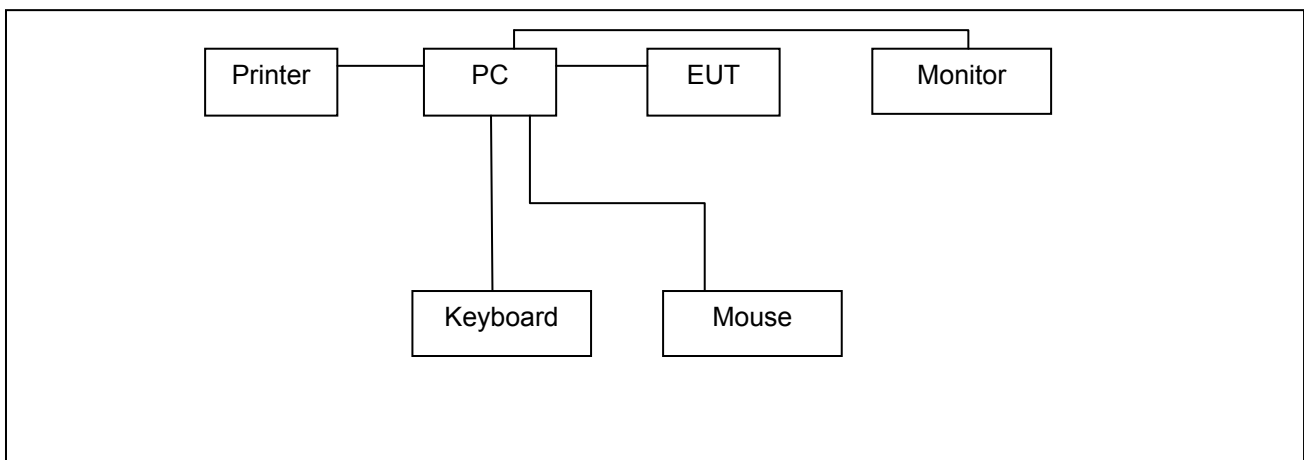 Printer
PC
EUT
Monitor
Keyboard
Mouse